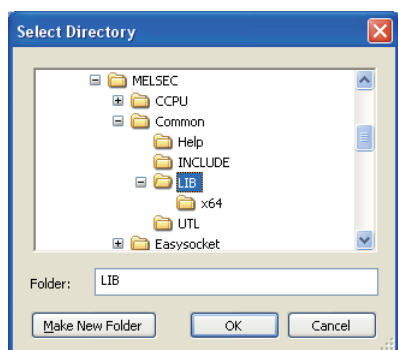 Select Directory
MELSEC
CCPU
Common
Help
INCLUDE
LIB
x64
UTL
Easysocket
Folder: LIB
Make New Folder OK Cancel